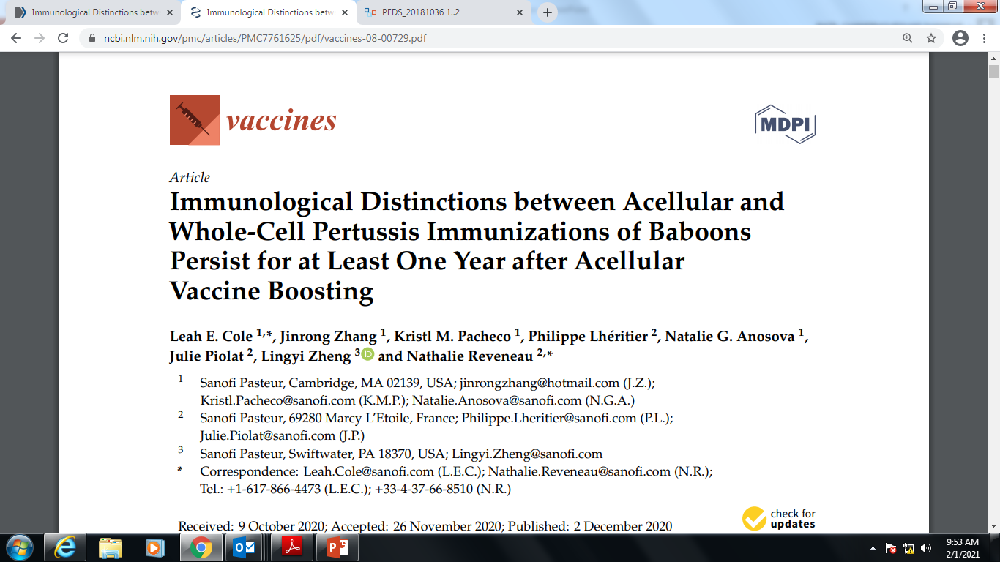 Immunological Distinctions betw
Immunological Distinctions betw
PEDS_20181036 1..2
ncbi.nlm.nih.gov/pmc/articles/PMC7761625/pdf/vaccines-08-00729.pdf
vaccines
MDPI
Article
Immunological Distinctions between Acellular and
Whole-Cell Pertussis Immunizations of Baboons
Persist for at Least One Year after Acellular
Vaccine Boosting
Leah E. Cole 1,*, Jinrong Zhang 1, Kristl M. Pacheco 1, Philippe Lhéritier 2, Natalie G. Anosova 1,
Julie Piolat 2, Lingyi Zheng 3 iD and Nathalie Reveneau 2,*
1 Sanofi Pasteur, Cambridge, MA 02139, USA; jinrongzhang@hotmail.com (J.Z.);
Kristl.Pacheco@sanofi.com (K.M.P.); Natalie.Anosova@sanofi.com (N.G.A.)
2 Sanofi Pasteur, 69280 Marcy L'Etoile, France; Philippe.Lheritier@sanofi.com (P.L.);
Julie.Piolat@sanofi.com (J.P.)
3 Sanofi Pasteur, Swiftwater, PA 18370, USA; Lingyi.Zheng@sanofi.com
* Correspondence: Leah.Cole@sanofi.com (L.E.C.); Nathalie.Reveneau@sanofi.com (N.R.);
Tel.: +1-617-866-4473 (L.E.C.); +33-4-37-66-8510 (N.R.)
Received: 9 October 2020; Accepted: 26 November 2020; Published: 2 December 2020
check for
updates
9:53 AM
2/1/2021